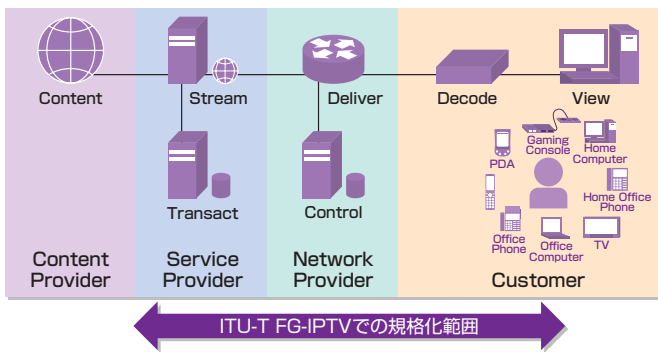 Content
Stream
Deliver
Decode
View
Transact
Control
PDA
Gaming
Console
Home
Computer
Home Office
Phone
Office
Phone
Office
Computer
TV
Content
Provider
Service
Provider
Network
Provider
Customer
ITU-T FG-IPTVでの規格化範囲